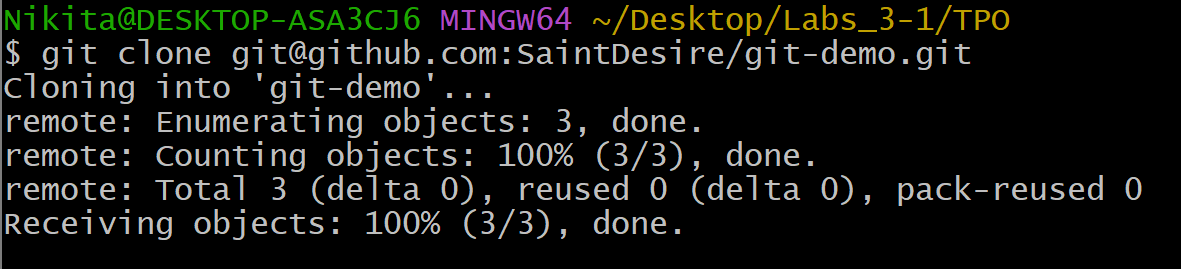 Nikita@DESKTOP-ASA3CJ6 MINGW64 ~/Desktop/Labs_3-1/TPO
$ git clone git@github.com:SaintDesire/git-demo.git
Cloning into 'git-demo'...
remote: Enumerating objects: 3, done.
remote: Counting objects: 100% (3/3), done.
remote: Total 3 (delta 0), reused 0 (delta 0), pack-reused 0
Receiving objects: 100% (3/3), done.